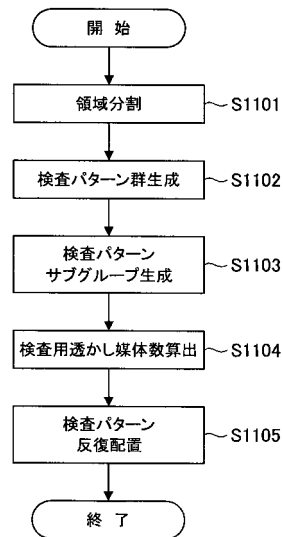 開 始
領域分割
S1101
検査パターン群生成
S1102
検査パターン
サブグループ生成
S1103
検査用透かし媒体数算出
S1104
検査パターン
反復配置
S1105
終 了